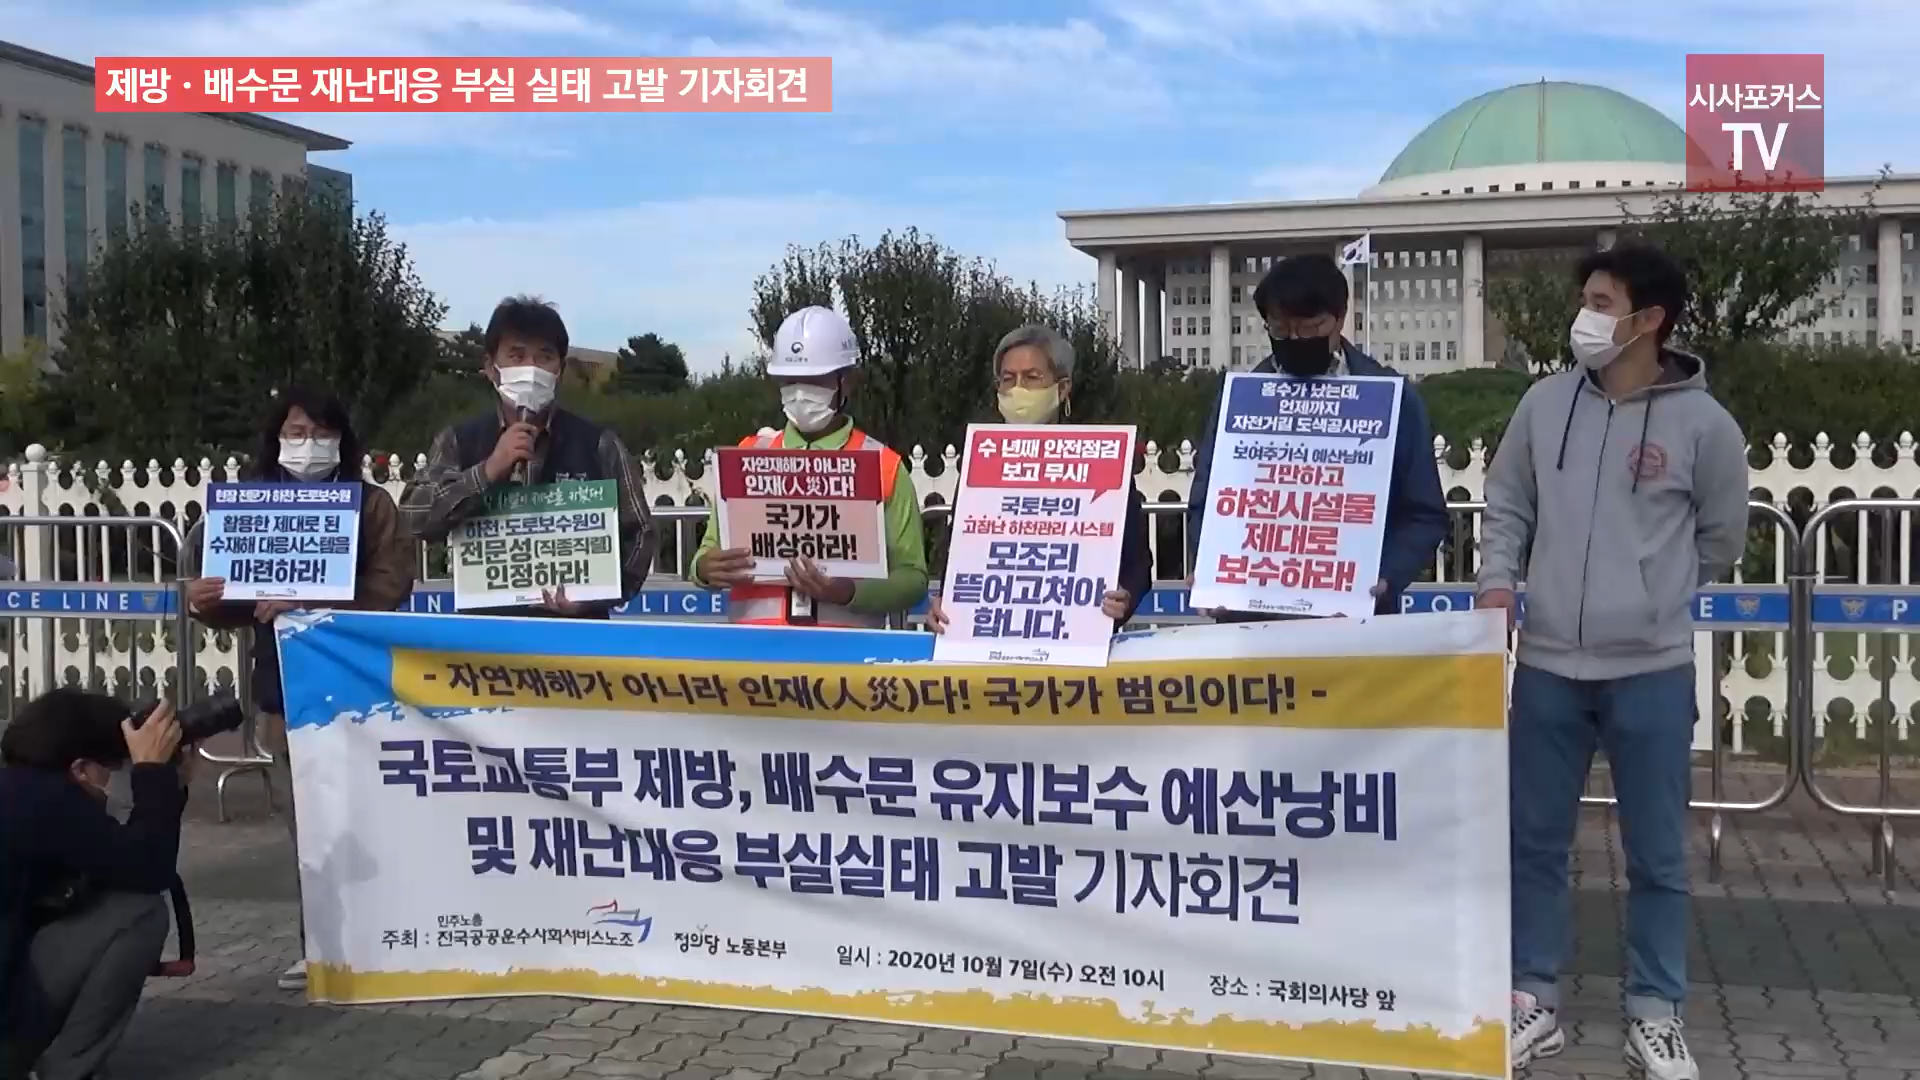 제방 · 배수문 재난대응 부실 실태 고발 기자회견
시사포커스
TV
현장 전문가 하천·도로보수원
활용한 제대로 된
수재해 대응시스템을
마련하라!
하천·도로보수원의
전문성(직종직렬)
인정하라!
자연재해가 아니라
인재(人災)다!
국가가
배상하라!
수 년째 안전점검
보고 무시!
국토부의
고장난 하천관리 시스템
모조리
뜯어고쳐야
합니다.
홍수가 났는데,
언제까지
자전거길 도색공사만?
보여주기식 예산낭비
그만하고
하천시설물
제대로
보수하라!
CE LINE
POLICE
- 자연재해가 아니라 인재(人災)다! 국가가 범인이다! -
국토교통부 제방, 배수문 유지보수 예산낭비
및 재난대응 부실실태 고발 기자회견
주최 : 민주노총 전국공공운수사회서비스노조 정의당 노동본부 일시 : 2020년 10월 7일(수) 오전 10시 장소 : 국회의사당 앞